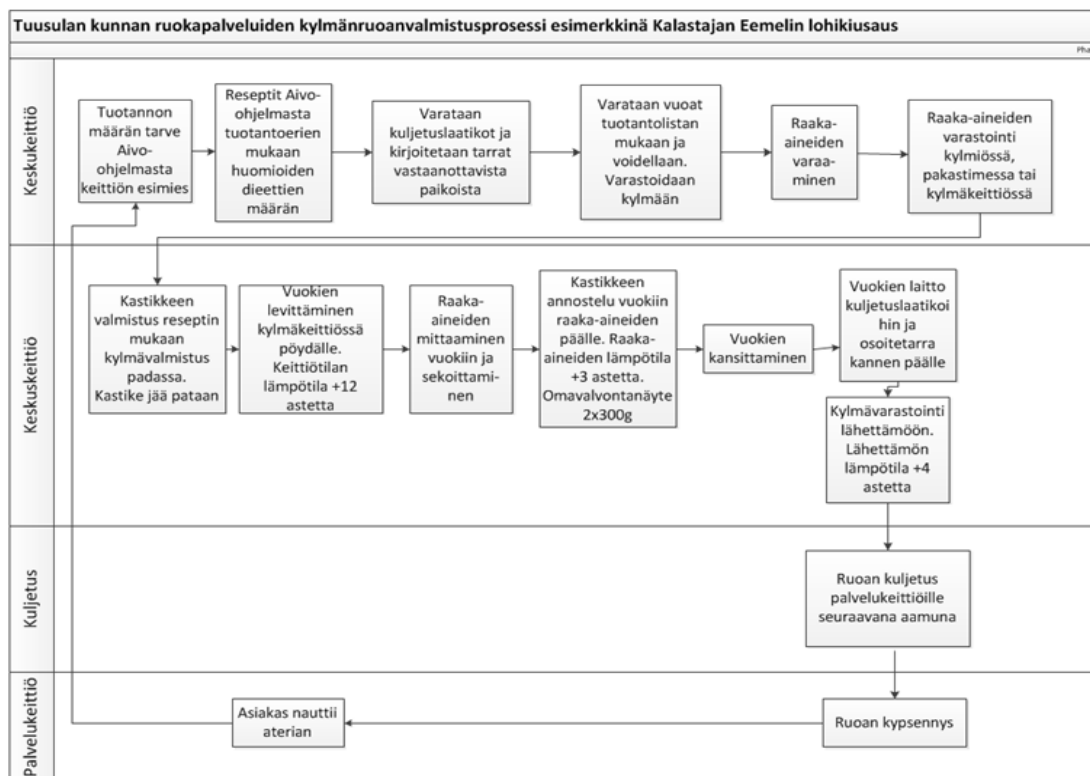 Tuusulan kunnan ruokapalveluiden kylmänruoanvalmistusprosessi esimerkkinä Kalastajan Eemelin lohikiusaus
Pha
Keskukeittiö
Tuotannon
määrän tarve
Aivo-
ohjelmasta
keittiön esimies
Reseptit Aivo-
ohjelmasta
tuotantoerien
mukaan
huomioiden
dieettien
määrän
Varataan
kuljetuslaatikot ja
kirjoitetaan tarrat
vastaanottavista
paikoista
Varataan vuoat
tuotantolistan
mukaan ja
voidellaan.
Varastoidaan
kylmään
Raaka-
aineiden
varaa-
minen
Raaka-aineiden
varastointi
kylmiössä,
pakastimessa tai
kylmäkeittiössä
Keskuskeittiö
Kastikkeen
valmistus reseptin
mukaan
kylmävalmistus
padassa.
Kastike jää pataan
Vuokien
levittäminen
kylmäkeittiössä
pöydälle.
Keittiötilan
lämpötila +12
astetta
Raaka-
aineiden
mittaaminen
vuokiin ja
sekoittami-
nen
Kastikkeen
annostelu vuokiin
raaka-aineiden
päälle. Raaka-
aineiden lämpötila
+3 astetta.
Omavalvontanäyte
2x300g
Vuokien
kansittaminen
Vuokien laitto
kuljetuslaatikoi
hin ja
osoitetarra
kannen päälle
Kylmävarastointi
lähettämöön.
Lähettämön
lämpötila +4
astetta
Kuljetus
Ruoan kuljetus
palvelukeittiöille
seuraavana aamuna
Palvelukeittiö
Asiakas nauttii
aterian
Ruoan kypsennys